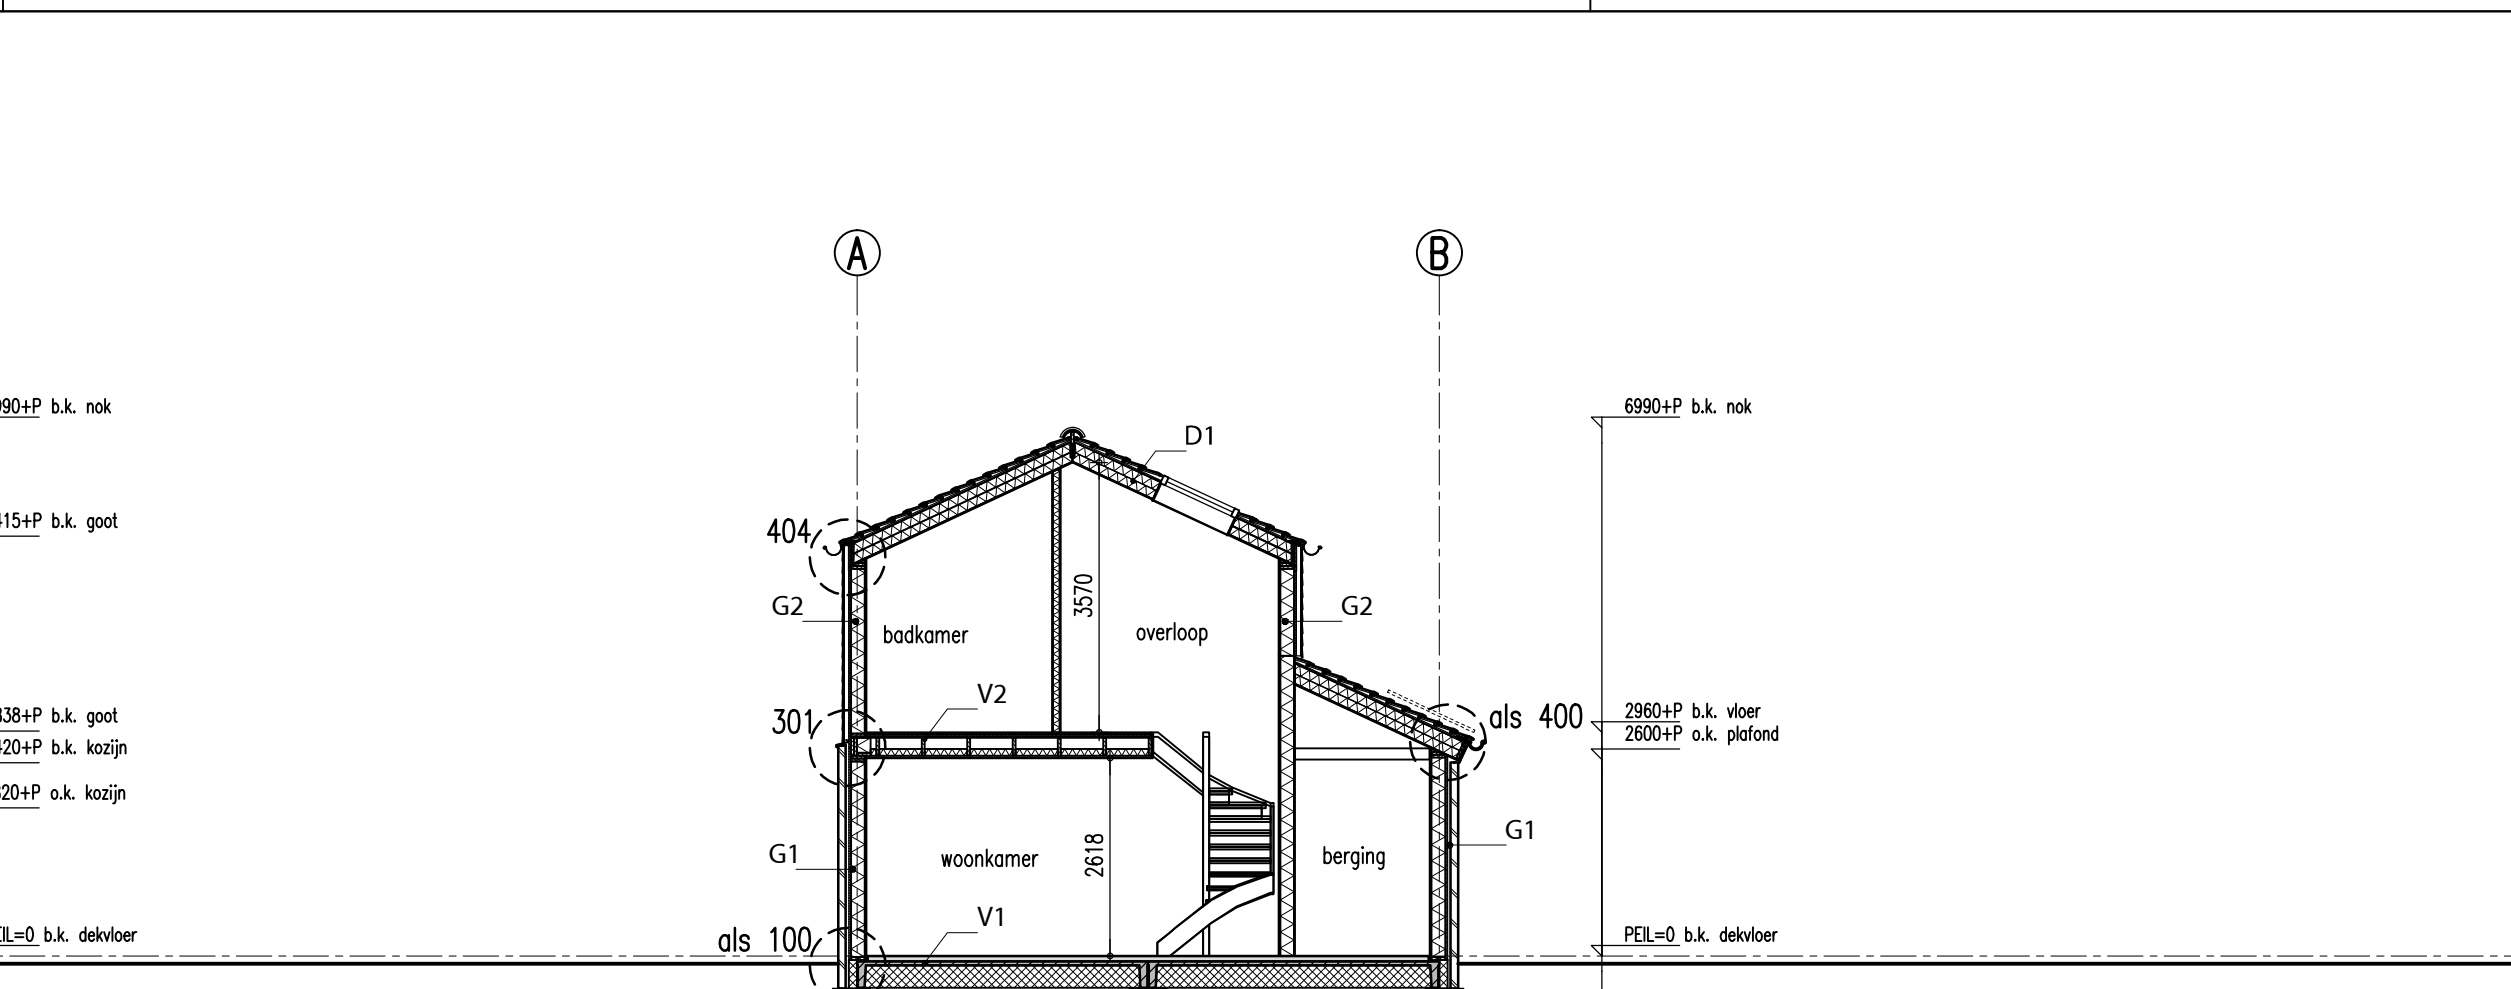 A
B
90+P b.k. nok
6990+P b.k. nok
D1
415+P b.k. goot
404
3570
G2
G2
badkamer
overloop
V2
338+P b.k. goot
301
als 400
2960+P b.k. vloer
420+P b.k. kozijn
2600+P o.k. plafond
320+P o.k. kozijn
G1
G1
woonkamer
2618
berging
V1
als 100
EIL=0 b.k. dekvloer
PEIL=0 b.k. dekvloer